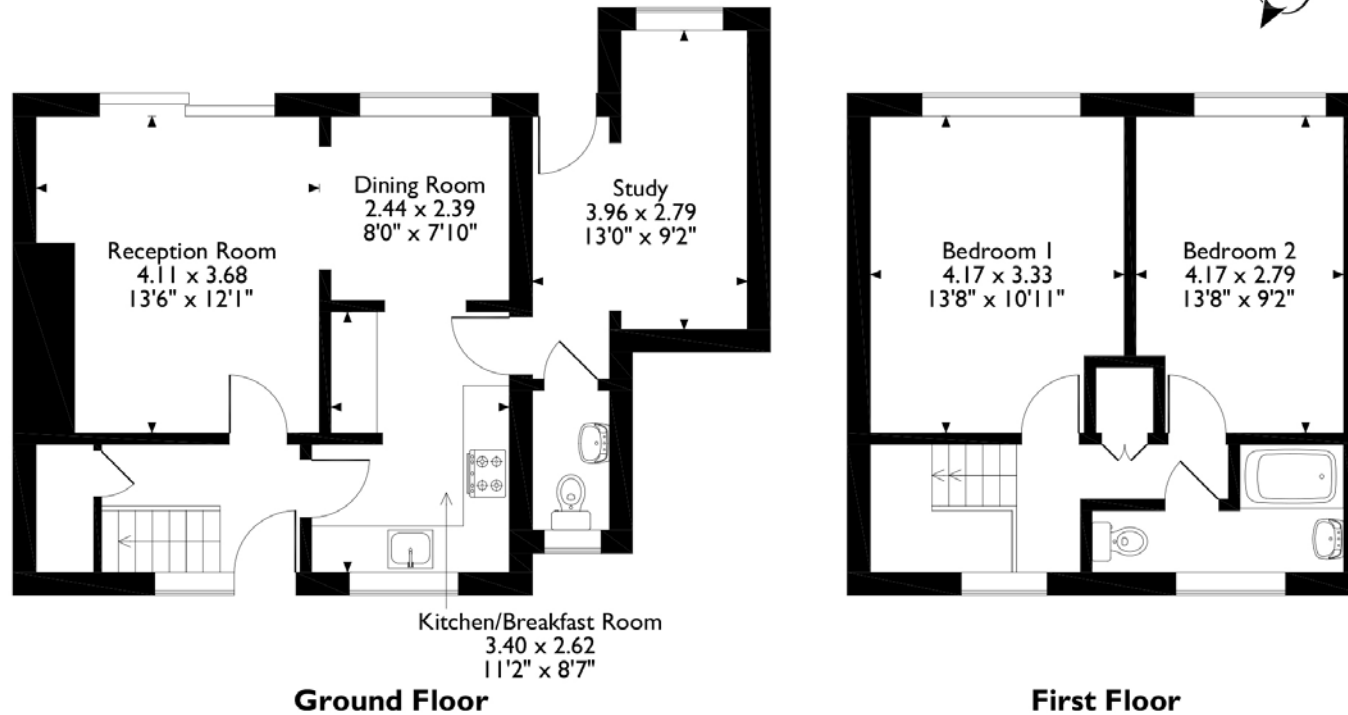 Reception Room
4.11 x 3.68
13'6" x 12'1"
Dining Room
2.44 x 2.39
8'0" x 7'10"
Study
3.96 x 2.79
13'0" x 9'2"
Kitchen/Breakfast Room
3.40 x 2.62
11'2" x 8'7"
Ground Floor
Bedroom 1
4.17 x 3.33
13'8" x 10'11"
Bedroom 2
4.17 x 2.79
13'8" x 9'2"
First Floor